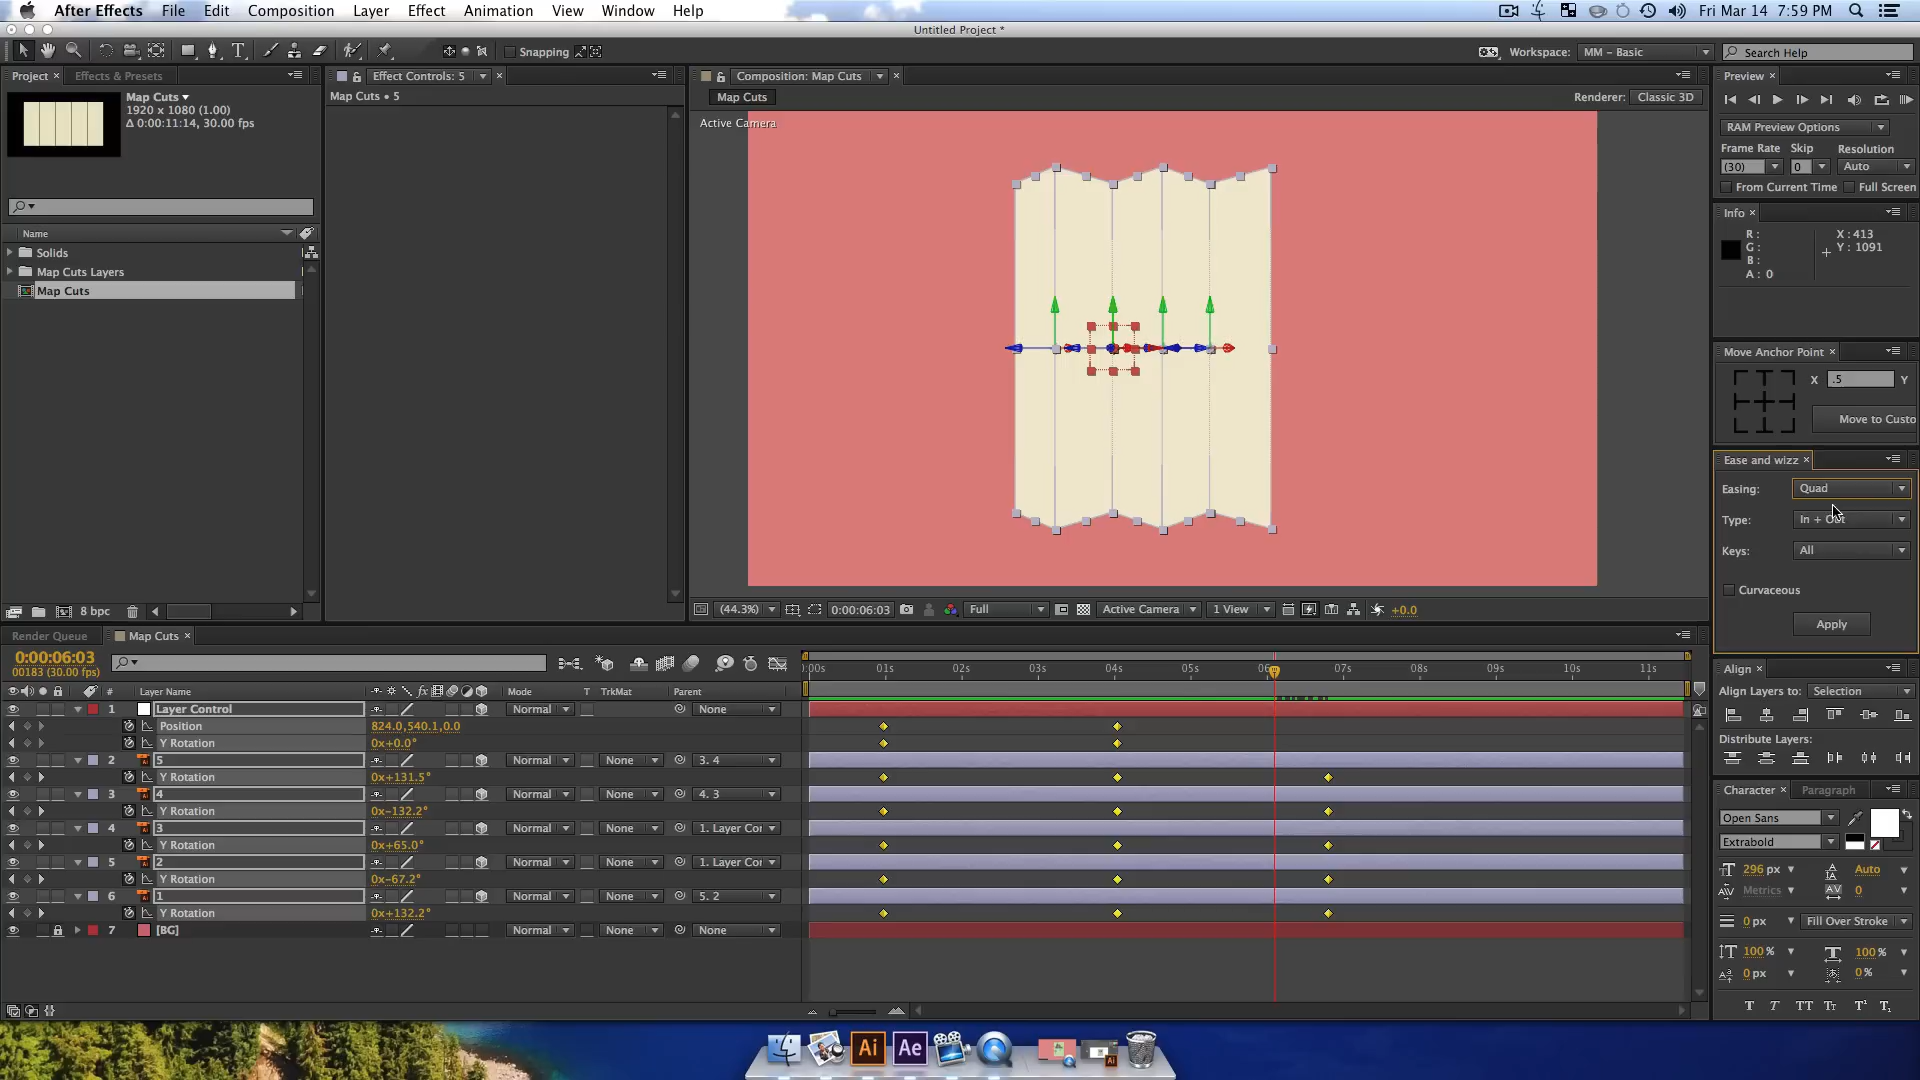 After Effects File Edit Composition Layer Effect Animation View Window Help Fri Mar 14 7:59 PM
Untitled Project *
Snapping Workspace: MM - Basic Search Help
Project × Effects & Presets Effect Controls: 5 × Composition: Map Cuts × Preview ×
Map Cuts
1920 x 1080 (1.00)
Δ 0:00:11:14, 30.00 fps
Map Cuts • 5
Map Cuts Renderer: Classic 3D
Active Camera
RAM Preview Options
Frame Rate Skip Resolution
(30) 0 Auto
From Current Time Full Screen
Name
Solids
Map Cuts Layers
Map Cuts
Info ×
R : X : 413
G : Y : 1091
B :
A : 0
Move Anchor Point ×
X .5 Y
Move to Custo
Ease and wizz ×
Easing: Quad
Type: In + Out
Keys: All
Curvaceous
Apply
8 bpc
(44.3%) 0:00:06:03 Full Active Camera 1 View +0.0
Render Queue Map Cuts ×
0:00:06:03
00183 (30.00 fps)
:00s 01s 02s 03s 04s 05s 06 07s 08s 09s 10s 11s
# Layer Name fx Mode T TrkMat Parent
1 Layer Control Normal None
Position 824.0,540.1,0.0
Y Rotation 0x+0.0°
2 5 Normal None 3. 4
Y Rotation 0x+131.5°
3 4 Normal None 4. 3
Y Rotation 0x-132.2°
4 3 Normal None 1. Layer Cor
Y Rotation 0x+65.0°
5 2 Normal None 1. Layer Cor
Y Rotation 0x-67.2°
6 1 Normal None 5. 2
Y Rotation 0x+132.2°
7 [BG] Normal None None
Align ×
Align Layers to: Selection
Distribute Layers:
Character × Paragraph
Open Sans
Extrabold
296 px Auto
Metrics 0
0 px Fill Over Stroke
100 % 100 %
0 px 0 %
T T TT Tt T¹ T₁
Ai Ae